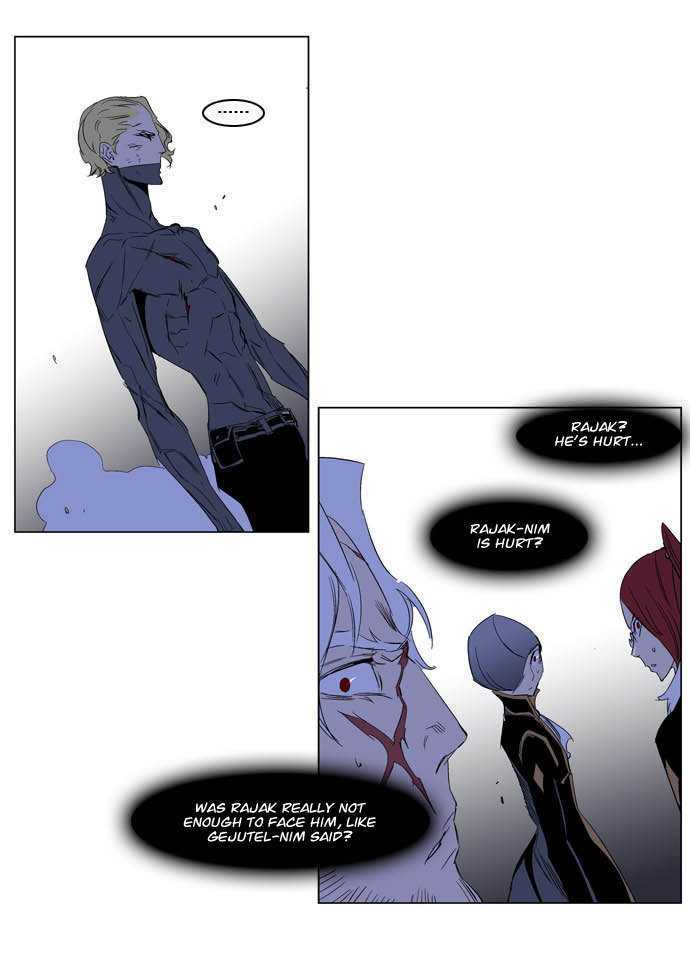 ......
RAJAK?
HE'S HURT...
RAJAK-NIM
IS HURT?
WAS RAJAK REALLY NOT
ENOUGH TO FACE HIM, LIKE
GEJUTEL-NIM SAID?